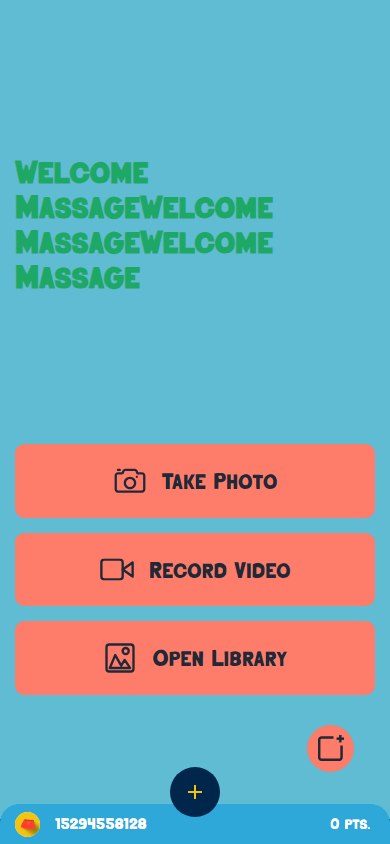 Welcome
MassageWelcome
MassageWelcome
Massage
Take Photo
Record Video
Open Library
15294558128
0 pts.